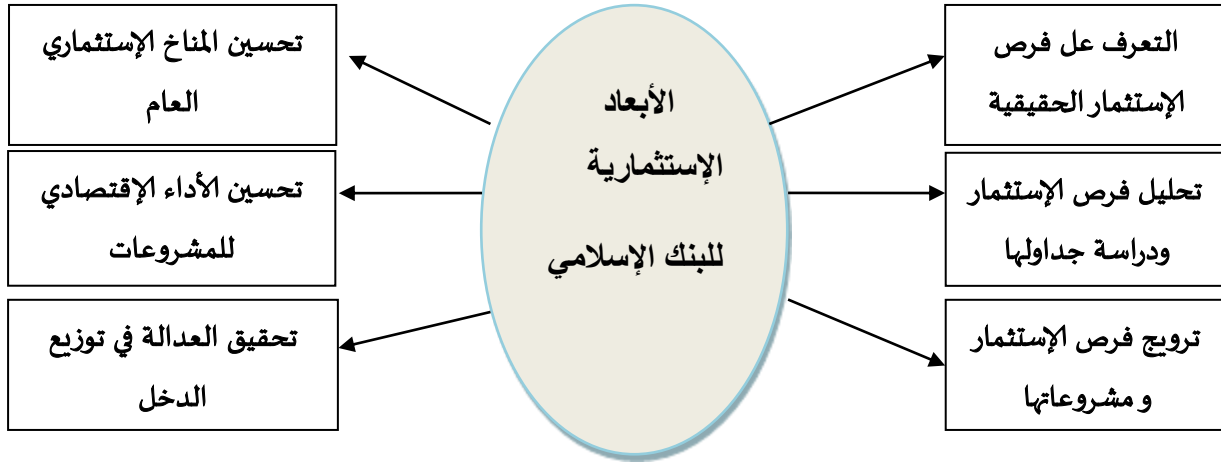 الأبعاد
الإستثمارية
للبنك الإسلامي
التعرف عل فرص
الإستثمار الحقيقية
تحليل فرص الإستثمار
ودراسة جداولها
ترويج فرص الإستثمار
و مشروعاتها
تحسين المناخ الإستثماري
العام
تحسين الأداء الإقتصادي
للمشروعات
تحقيق العدالة في توزيع
الدخل